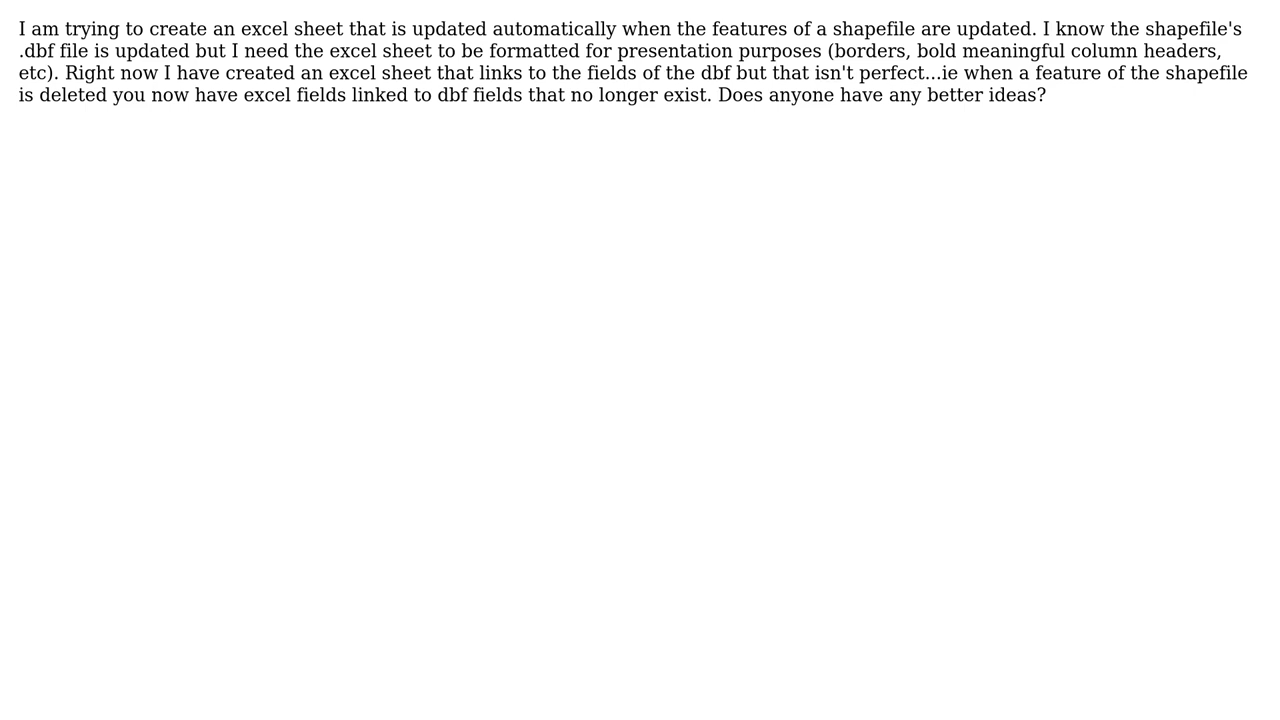 I am trying to create an excel sheet that is updated automatically when the features of a shapefile are updated. I know the shapefile's
.dbf file is updated but I need the excel sheet to be formatted for presentation purposes (borders, bold meaningful column headers,
etc). Right now I have created an excel sheet that links to the fields of the dbf but that isn't perfect...ie when a feature of the shapefile
is deleted you now have excel fields linked to dbf fields that no longer exist. Does anyone have any better ideas?